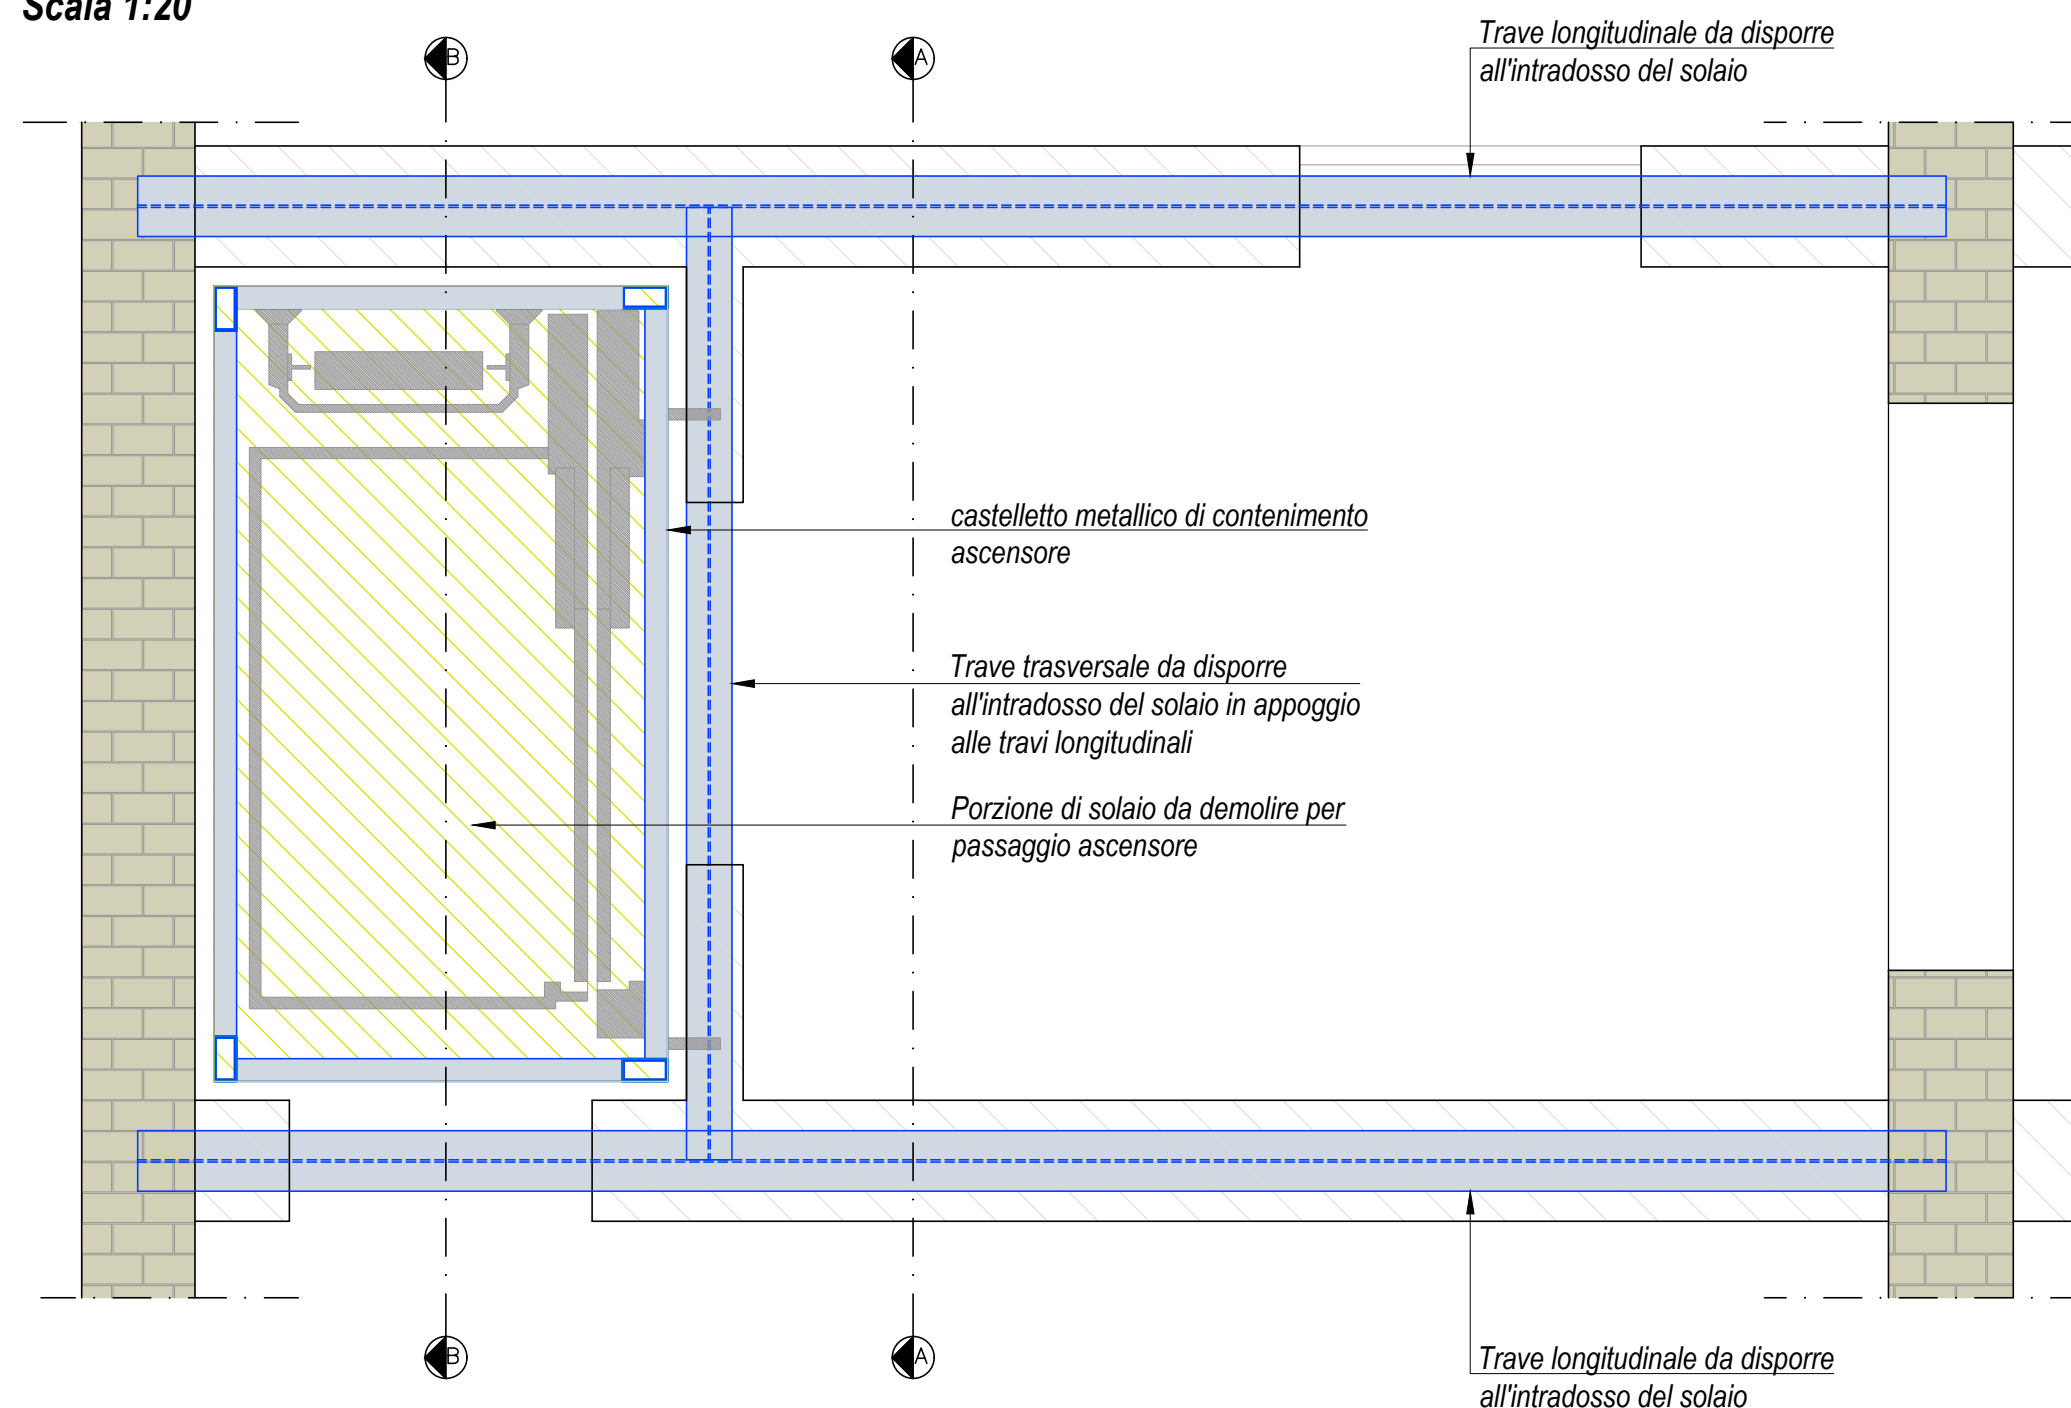 Scala 1:20
Trave longitudinale da disporre
all'intradosso del solaio
B
A
castelletto metallico di contenimento
ascensore
Trave trasversale da disporre
all'intradosso del solaio in appoggio
alle travi longitudinali
Porzione di solaio da demolire per
passaggio ascensore
B
A
Trave longitudinale da disporre
all'intradosso del solaio